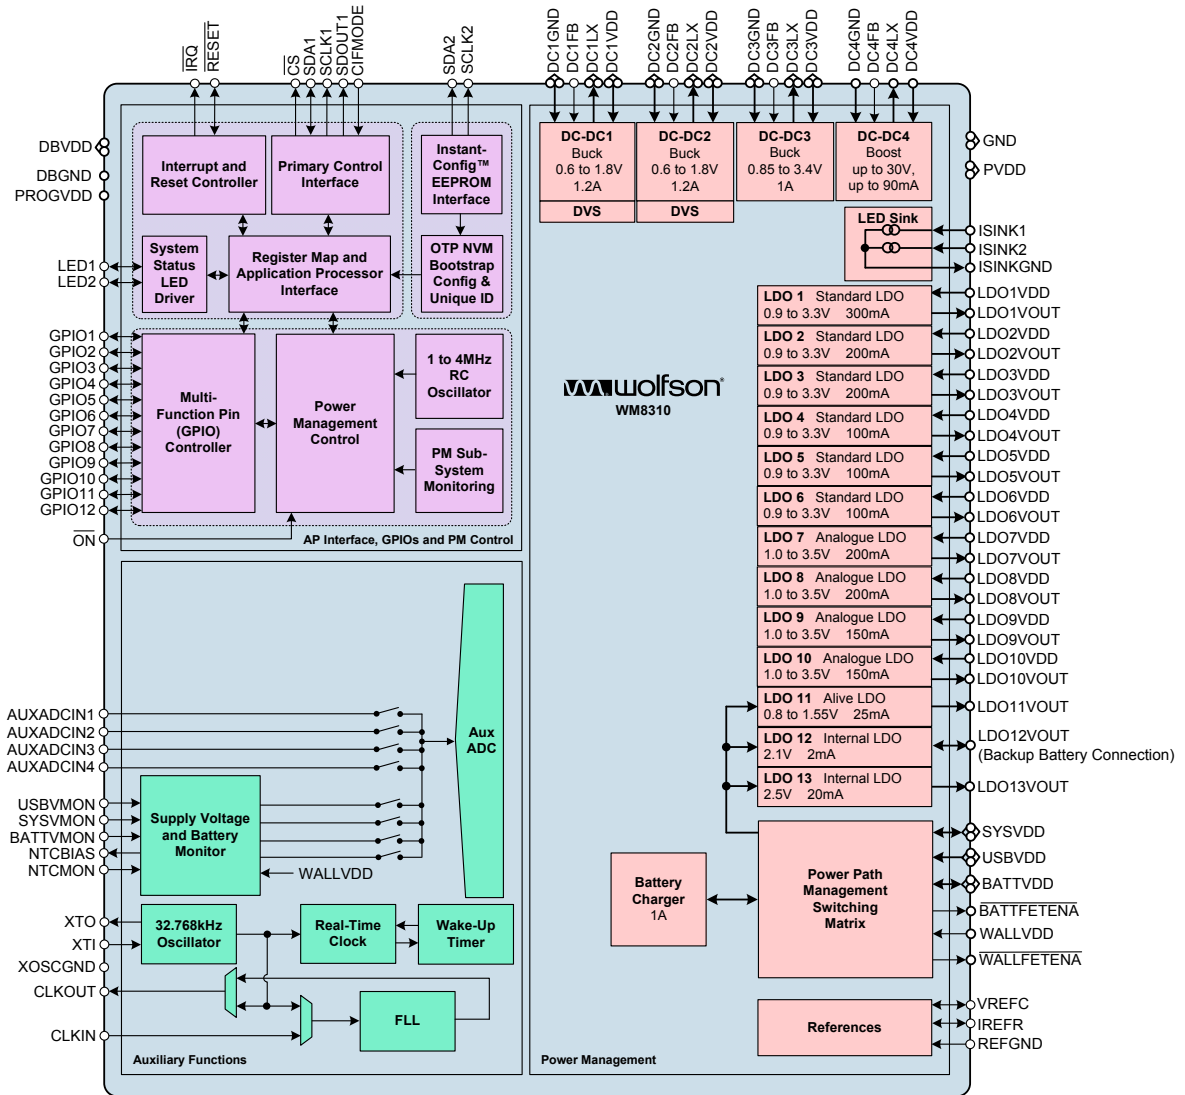 IRQ
RESET
CS
SDA1
SCLK1
SDOUT1
CIFMODE
SDA2
SCLK2
DC1GND
DC1FB
DC1LX
DC1VDD
DC2GND
DC2FB
DC2LX
DC2VDD
DC3GND
DC3FB
DC3LX
DC3VDD
DC4GND
DC4FB
DC4LX
DC4VDD
DBVDD
DBGND
PROGVDD
LED1
LED2
GPIO1
GPIO2
GPIO3
GPIO4
GPIO5
GPIO6
GPIO7
GPIO8
GPIO9
GPIO10
GPIO11
GPIO12
ON
Interrupt and
Reset Controller
Primary Control
Interface
Instant-
Config™
EEPROM
Interface
System
Status
LED
Driver
Register Map and
Application Processor
Interface
OTP NVM
Bootstrap
Config &
Unique ID
Multi-
Function Pin
(GPIO)
Controller
Power
Management
Control
1 to 4MHz
RC
Oscillator
PM Sub-
System
Monitoring
AP Interface, GPIOs and PM Control
AUXADCIN1
AUXADCIN2
AUXADCIN3
AUXADCIN4
USBVMON
SYSVMON
BATTVMON
NTCBIAS
NTCMON
XTO
XTI
XOSCGND
CLKOUT
CLKIN
Aux
ADC
Supply Voltage
and Battery
Monitor
WALLVDD
32.768kHz
Oscillator
Real-Time
Clock
Wake-Up
Timer
FLL
Auxiliary Functions
DC-DC1
Buck
0.6 to 1.8V
1.2A
DVS
DC-DC2
Buck
0.6 to 1.8V
1.2A
DVS
DC-DC3
Buck
0.85 to 3.4V
1A
DC-DC4
Boost
up to 30V,
up to 90mA
LED Sink
wolfson
WM8310
LDO 1 Standard LDO
0.9 to 3.3V 300mA
LDO 2 Standard LDO
0.9 to 3.3V 200mA
LDO 3 Standard LDO
0.9 to 3.3V 200mA
LDO 4 Standard LDO
0.9 to 3.3V 100mA
LDO 5 Standard LDO
0.9 to 3.3V 100mA
LDO 6 Standard LDO
0.9 to 3.3V 100mA
LDO 7 Analogue LDO
1.0 to 3.5V 200mA
LDO 8 Analogue LDO
1.0 to 3.5V 200mA
LDO 9 Analogue LDO
1.0 to 3.5V 150mA
LDO 10 Analogue LDO
1.0 to 3.5V 150mA
LDO 11 Alive LDO
0.8 to 1.55V 25mA
LDO 12 Internal LDO
2.1V 2mA
LDO 13 Internal LDO
2.5V 20mA
Battery
Charger
1A
Power Path
Management
Switching
Matrix
References
Power Management
GND
PVDD
ISINK1
ISINK2
ISINKGND
LDO1VDD
LDO1VOUT
LDO2VDD
LDO2VOUT
LDO3VDD
LDO3VOUT
LDO4VDD
LDO4VOUT
LDO5VDD
LDO5VOUT
LDO6VDD
LDO6VOUT
LDO7VDD
LDO7VOUT
LDO8VDD
LDO8VOUT
LDO9VDD
LDO9VOUT
LDO10VDD
LDO10VOUT
LDO11VOUT
LDO12VOUT
(Backup Battery Connection)
LDO13VOUT
SYSVDD
USBVDD
BATTVDD
BATTFETENA
WALLVDD
WALLFETENA
VREFC
IREFR
REFGND